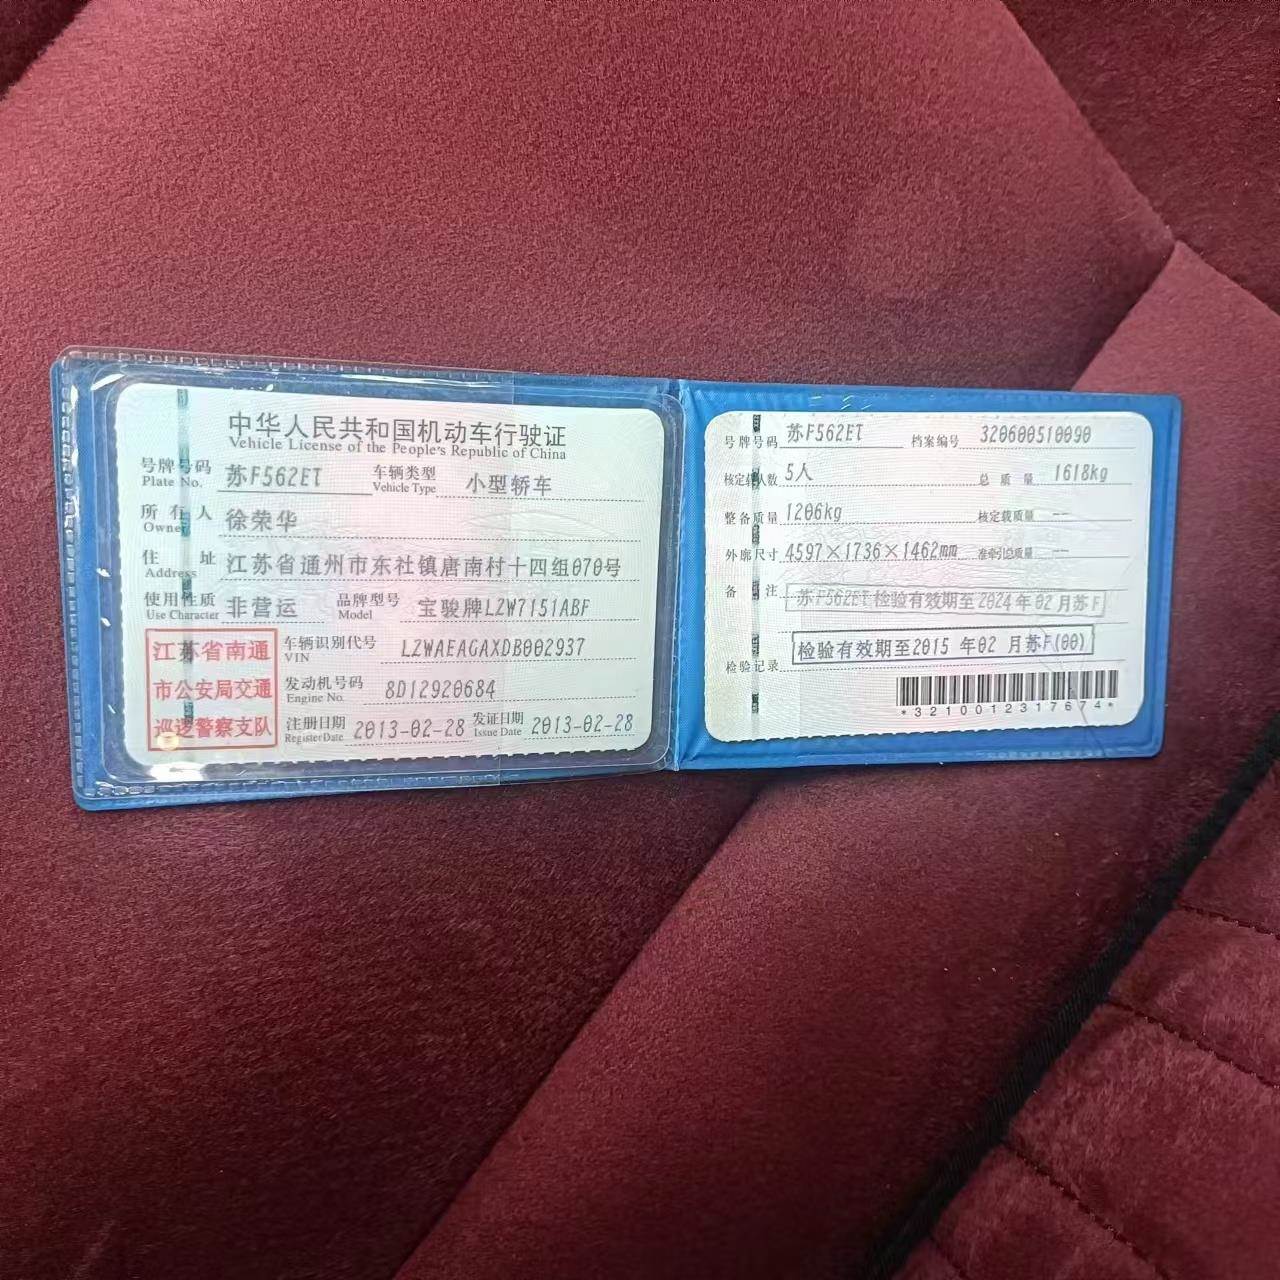 中华人民共和国机动车行驶证
Vehicle License of the People's Republic of China
号牌号码 Plate No. 苏F562ET 车辆类型 Vehicle Type 小型轿车
所有人 Owner 徐荣华
住址 Address 江苏省通州市东社镇唐南村十四组070号
使用性质 Use Character 非营运 品牌型号 Model 宝骏牌LZW7151ABF
江苏省南通
市公安局交通
巡逻警察支队
车辆识别代号 VIN LZWAEAGAXDB002937
发动机号码 Engine No. 8D12920684
注册日期 Register Date 2013-02-28 发证日期 Issue Date 2013-02-28
号牌号码 苏F562ET 档案编号 320600510090
核定载人数 5人 总质量 1618kg
整备质量 1206kg 核定载质量 --
外廓尺寸 4597×1736×1462mm 准牵引总质量 --
备注 苏F562ET检验有效期至2024年02月苏F
检验记录 检验有效期至2015 年02 月苏F(00)
*3210012317674*